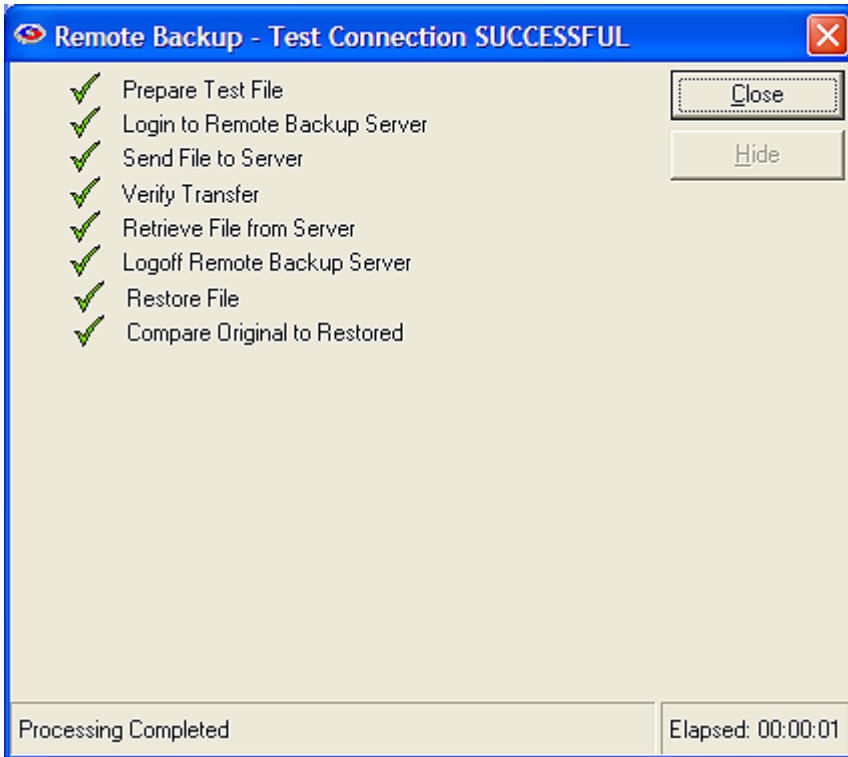 Remote Backup - Test Connection SUCCESSFUL
Prepare Test File
Close
Login to Remote Backup Server
Send File to Server
Hide
Verify Transfer
Retrieve File from Server
Logoff Remote Backup Server
Restore File
Compare Original to Restored
Processing Completed
Elapsed: 00:00:01